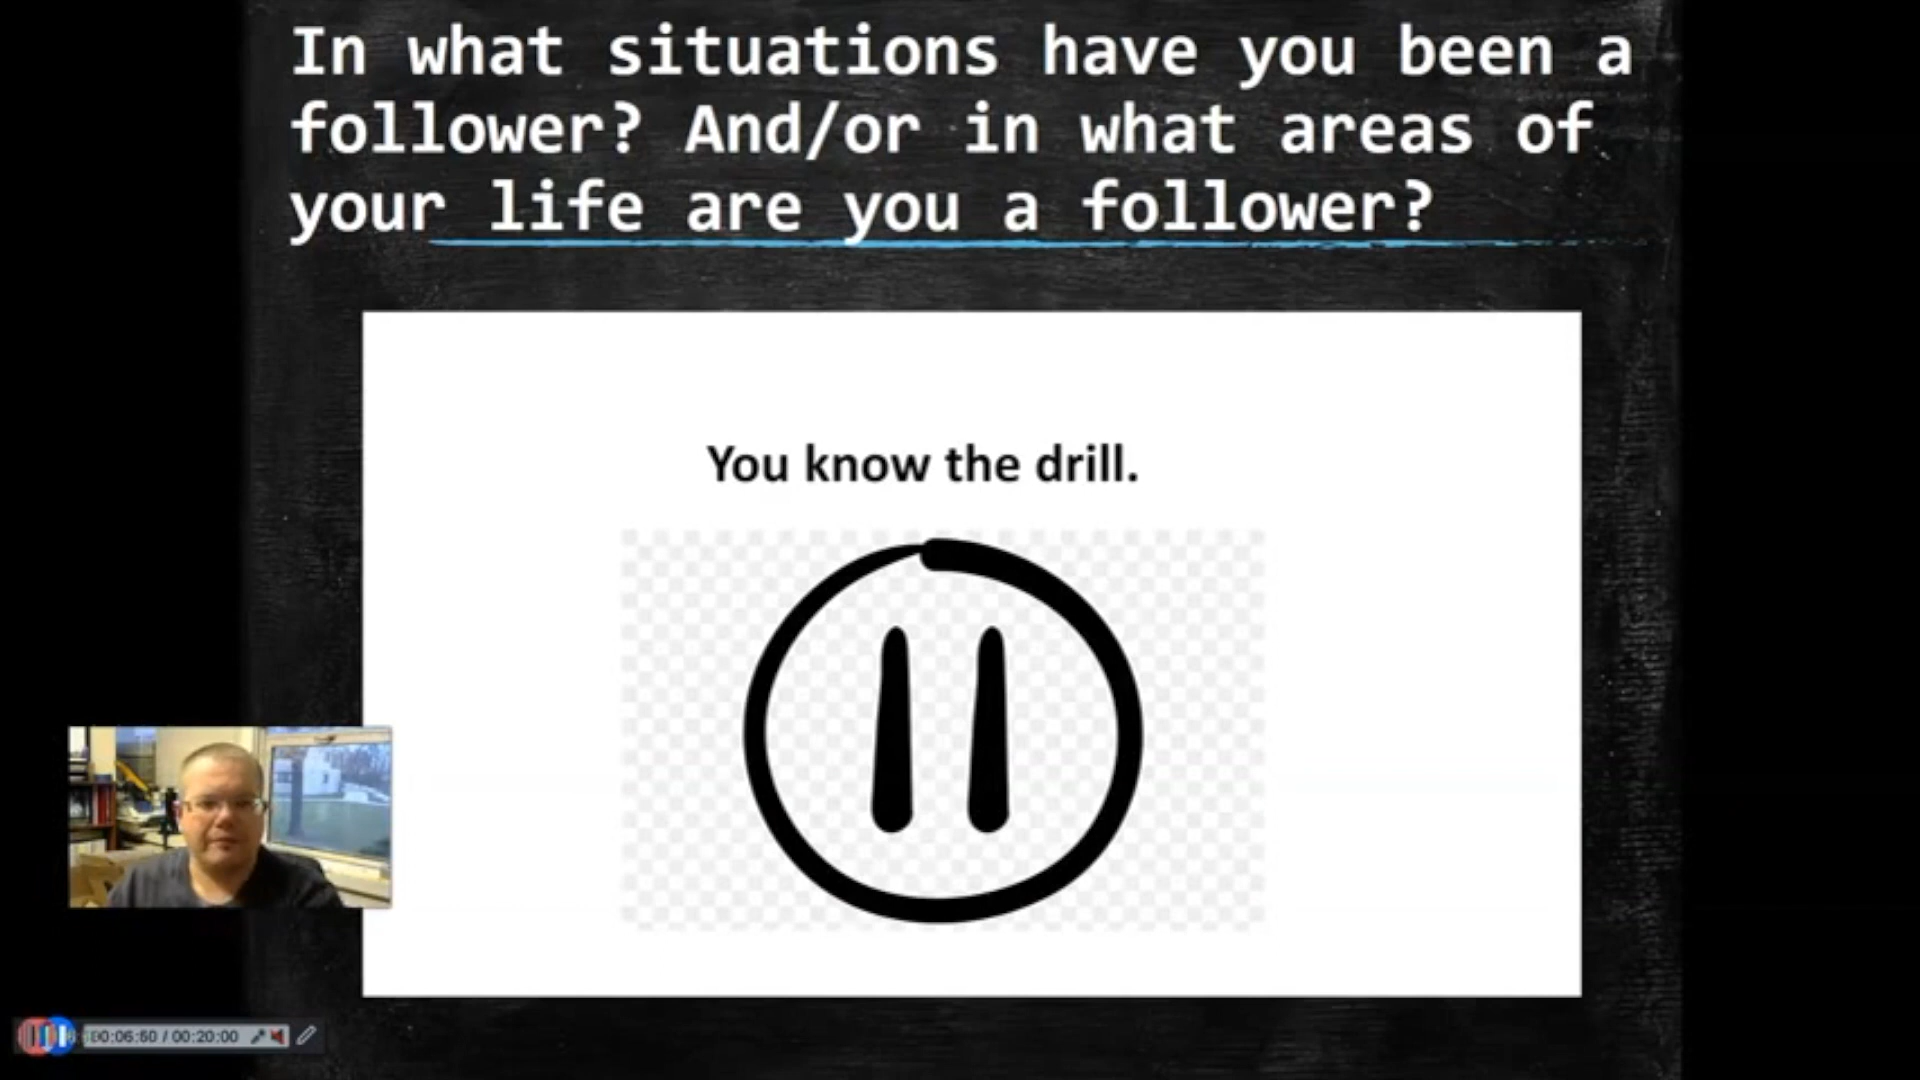 In what situations have you been a
follower? And/or in what areas of
your life are you a follower?
You know the drill.
00:06:50 / 00:20:00